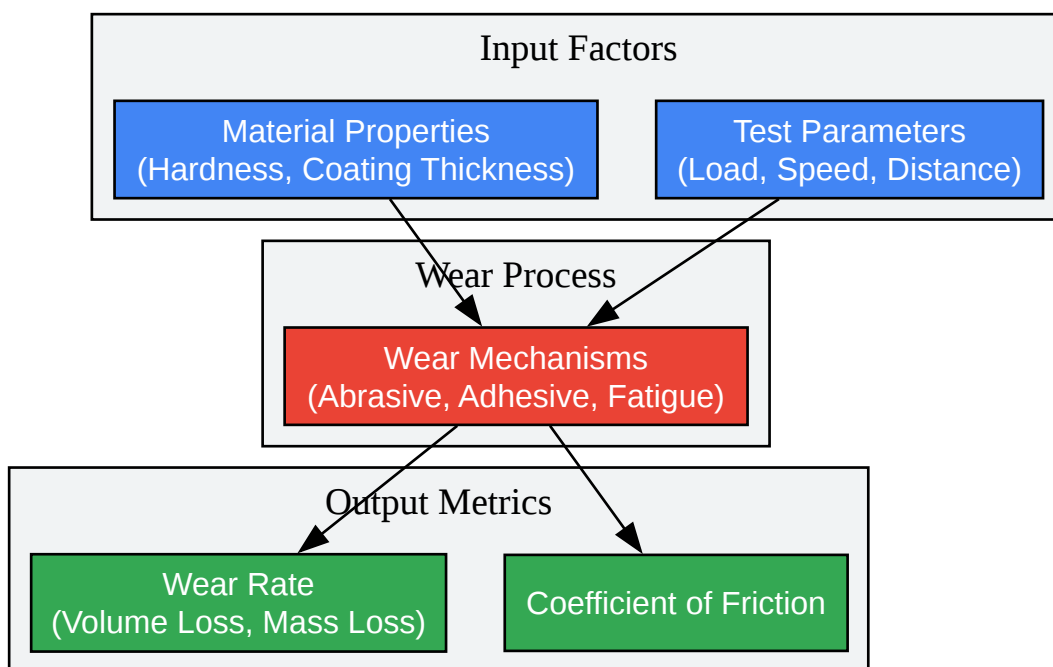 Input Factors
Material Properties
(Hardness, Coating Thickness)
Test Parameters
(Load, Speed, Distance)
Wear Process
Wear Mechanisms
(Abrasive, Adhesive, Fatigue)
Output Metrics
Wear Rate
(Volume Loss, Mass Loss)
Coefficient of Friction